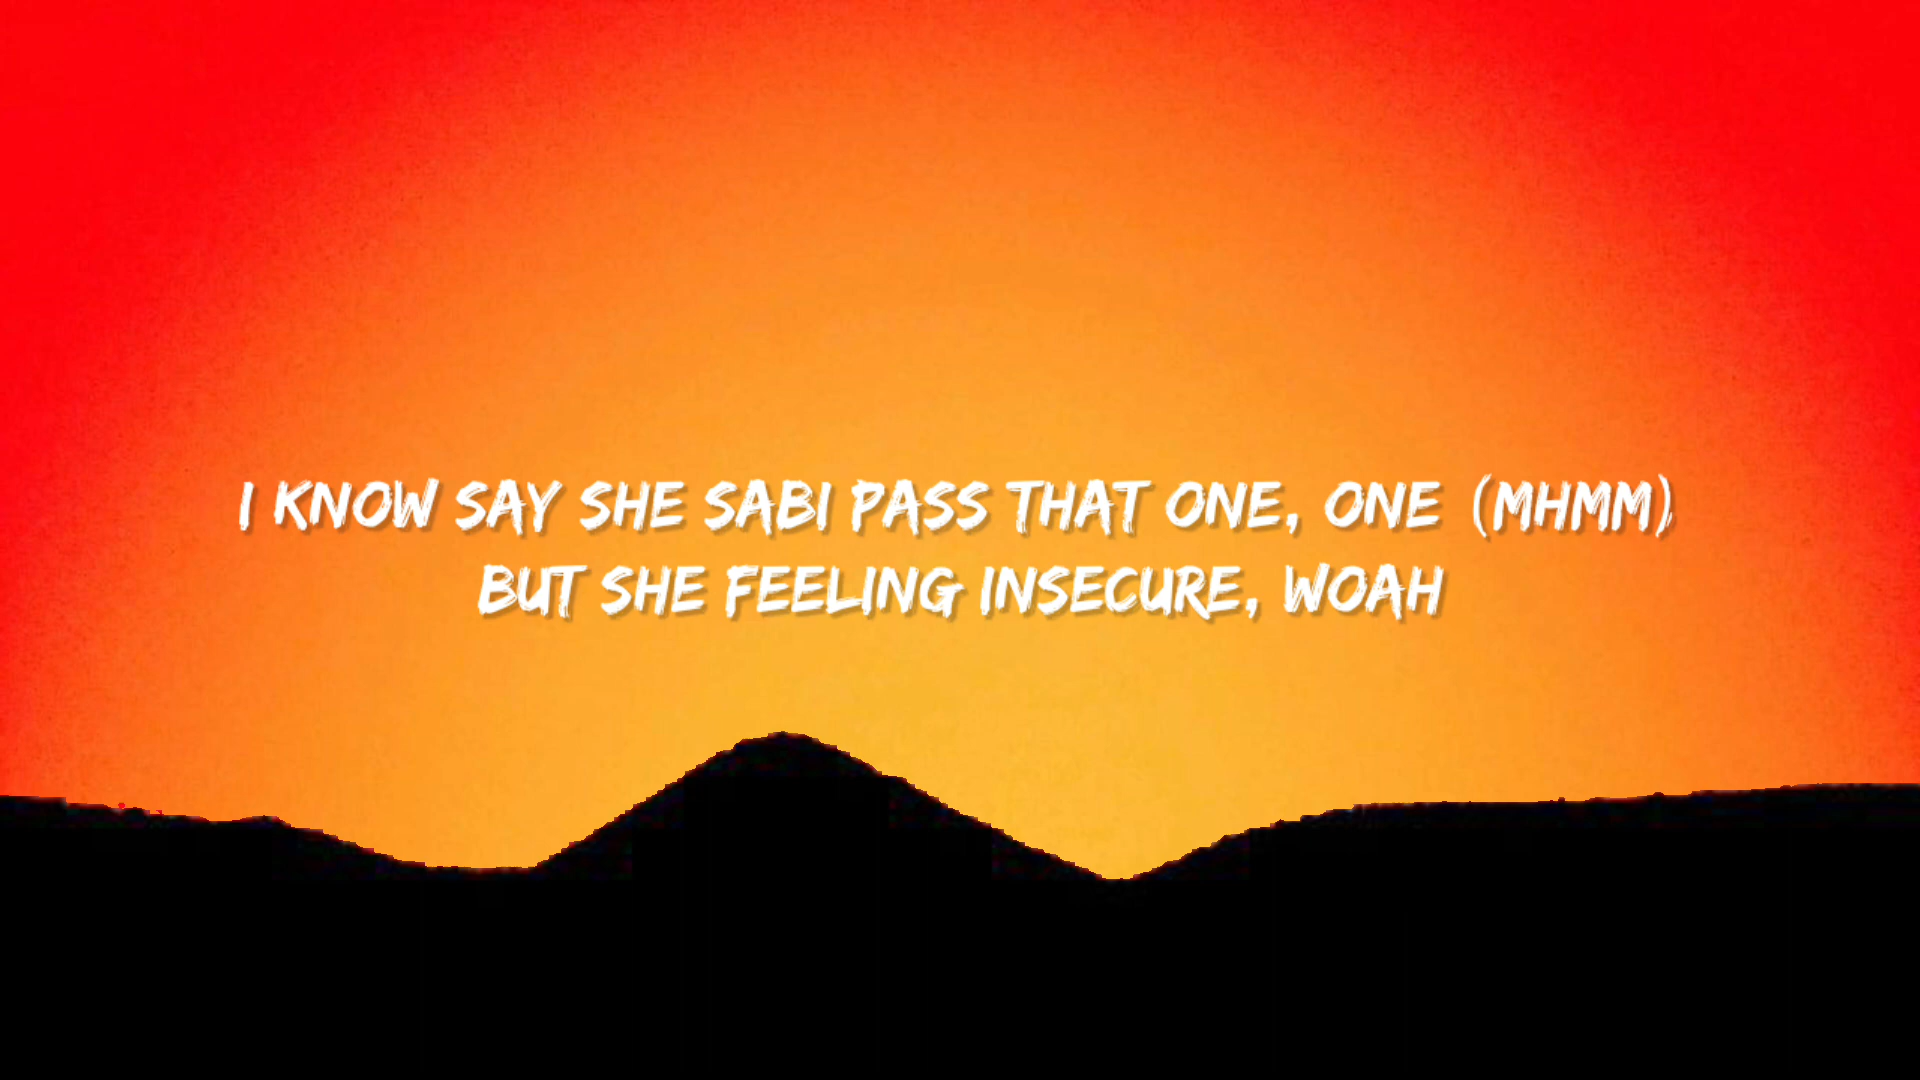 I KNOW SAY SHE SABI PASS THAT ONE, ONE (MHMM)
BUT SHE FEELING INSECURE, WOAH